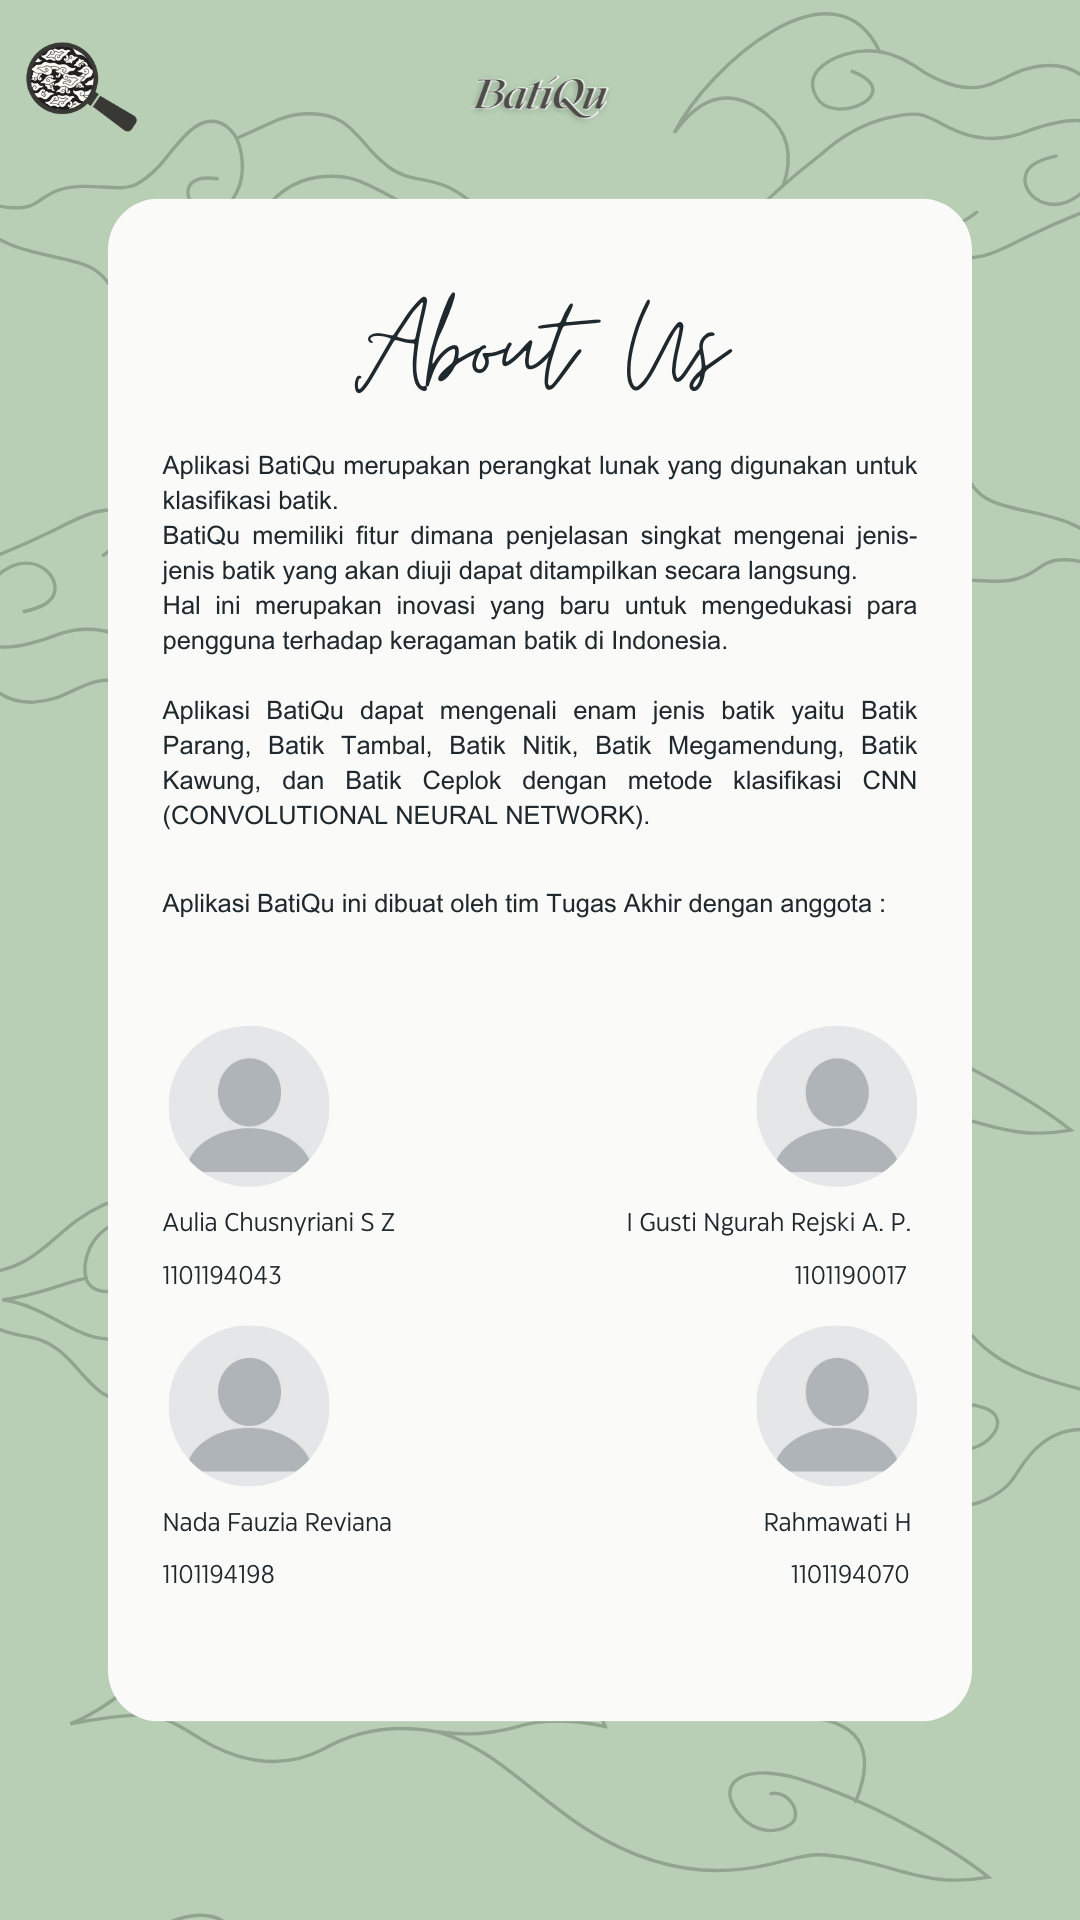 BatiQu
About Us
Aplikasi BatiQu merupakan perangkat lunak yang digunakan untuk
klasifikasi batik.
BatiQu memiliki fitur dimana penjelasan singkat mengenai jenis-
jenis batik yang akan diuji dapat ditampilkan secara langsung.
Hal ini merupakan inovasi yang baru untuk mengedukasi para
pengguna terhadap keragaman batik di Indonesia.
Aplikasi BatiQu dapat mengenali enam jenis batik yaitu Batik
Parang, Batik Tambal, Batik Nitik, Batik Megamendung, Batik
Kawung, dan Batik Ceplok dengan metode klasifikasi CNN
(CONVOLUTIONAL NEURAL NETWORK).
Aplikasi BatiQu ini dibuat oleh tim Tugas Akhir dengan anggota :
Aulia Chusnyriani S Z
1101194043
I Gusti Ngurah Rejski A. P.
1101190017
Nada Fauzia Reviana
1101194198
Rahmawati H
1101194070